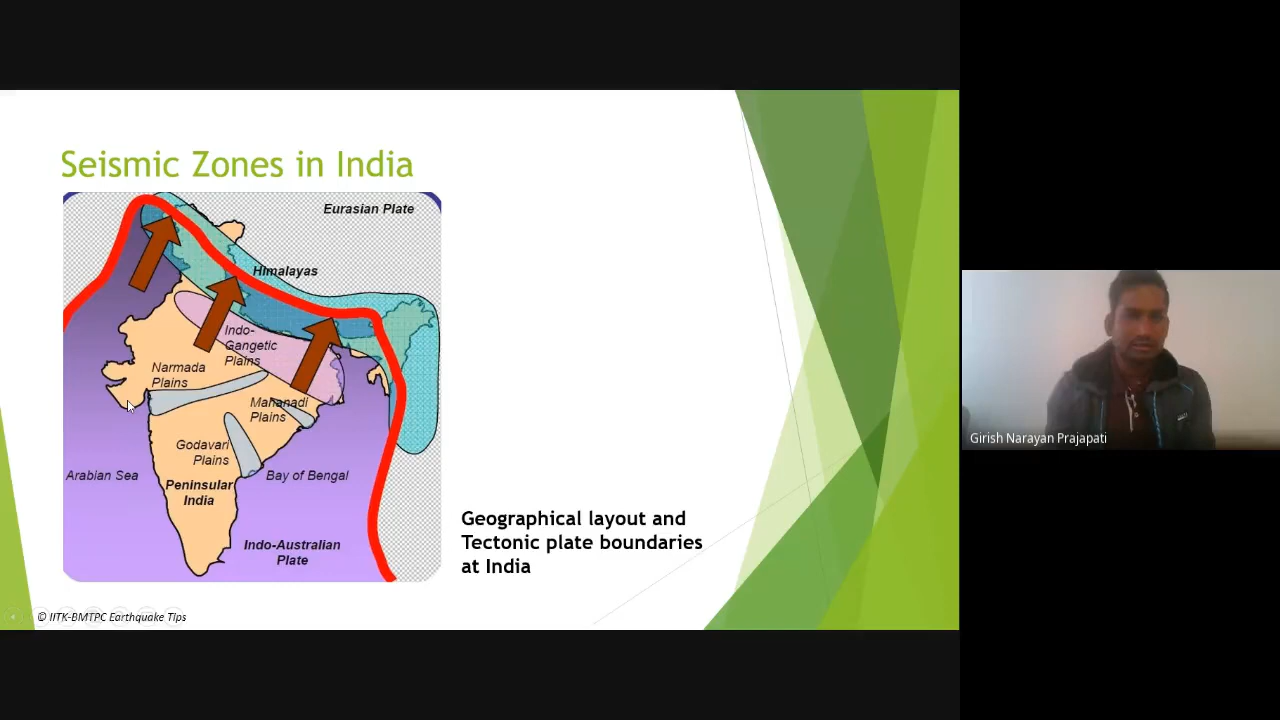 Seismic Zones in India
Eurasian Plate
Himalayas
Indo-
Gangetic
Plains
Narmada
Plains
Mahanadi
Plains
Godavari
Plains
Arabian Sea
Bay of Bengal
Peninsular
India
Indo-Australian
Plate
Geographical layout and
Tectonic plate boundaries
at India
© IITK-BMTPC Earthquake Tips
Girish Narayan Prajapati